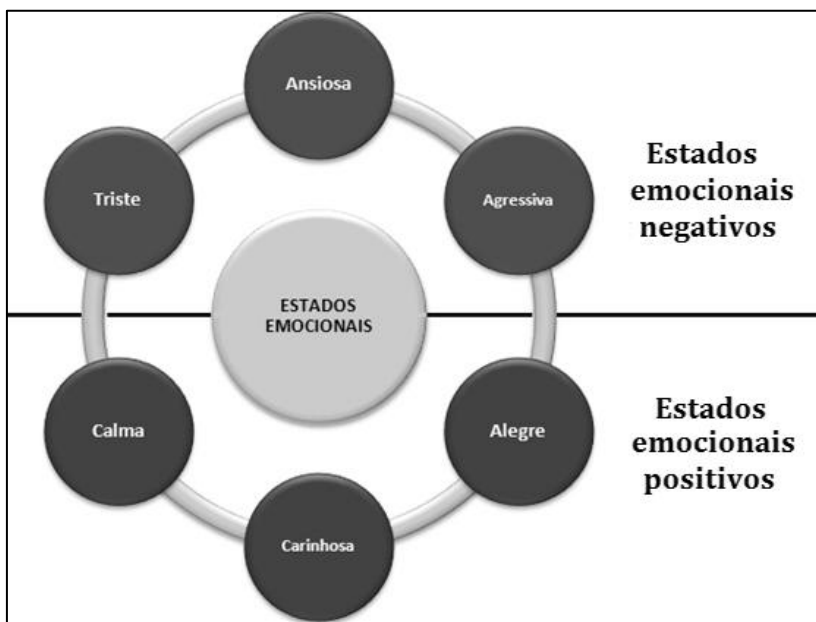 Ansiosa
Triste
Agressiva
Estados
emocionais
negativos
ESTADOS
EMOCIONAIS
Calma
Alegre
Carinhosa
Estados
emocionais
positivos